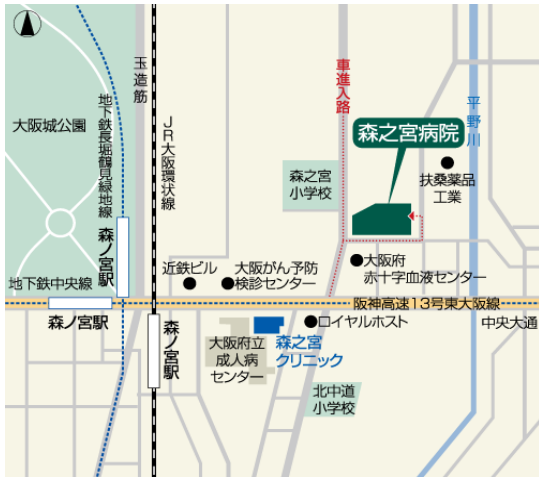 玉造筋
JR大阪環状線
地下鉄長堀鶴見緑地線
大阪城公園
森ノ宮駅
地下鉄中央線
森ノ宮駅
森ノ宮駅
近鉄ビル
大阪がん予防
検診センター
車進入路
森之宮病院
平野川
扶桑薬品
工業
森之宮
小学校
大阪府
赤十字血液センター
阪神高速13号東大阪線
中央大通
ロイヤルホスト
森之宮
クリニック
大阪府立
成人病
センター
北中道
小学校